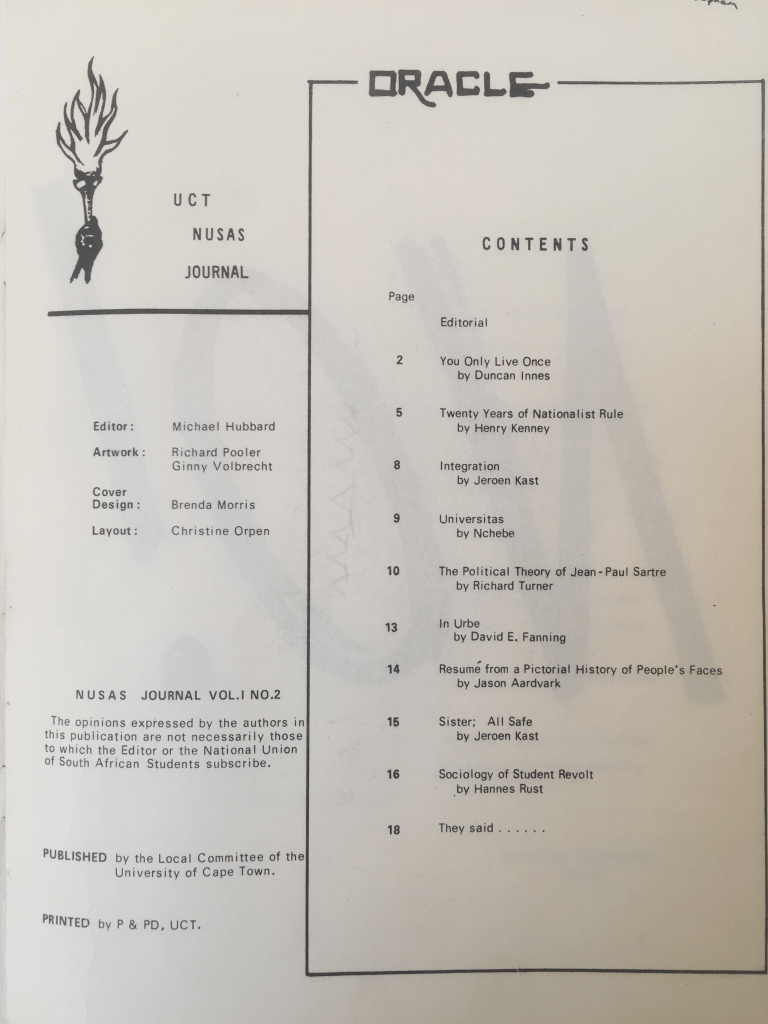 UCT
NUSAS
JOURNAL
Editor: Michael Hubbard
Artwork: Richard Pooler
Ginny Volbrecht
Cover
Design: Brenda Morris
Layout: Christine Orpen
NUSAS JOURNAL VOL.I NO.2
The opinions expressed by the authors in
this publication are not necessarily those
to which the Editor or the National Union
of South African Students subscribe.
PUBLISHED by the Local Committee of the
University of Cape Town.
PRINTED by P & PD, UCT.
ORACLE
CONTENTS
Page
Editorial
2 You Only Live Once
by Duncan Innes
5 Twenty Years of Nationalist Rule
by Henry Kenney
8 Integration
by Jeroen Kast
9 Universitas
by Nchebe
10 The Political Theory of Jean-Paul Sartre
by Richard Turner
13 In Urbe
by David E. Fanning
14 Resumé from a Pictorial History of People's Faces
by Jason Aardvark
15 Sister; All Safe
by Jeroen Kast
16 Sociology of Student Revolt
by Hannes Rust
18 They said . . . . . .